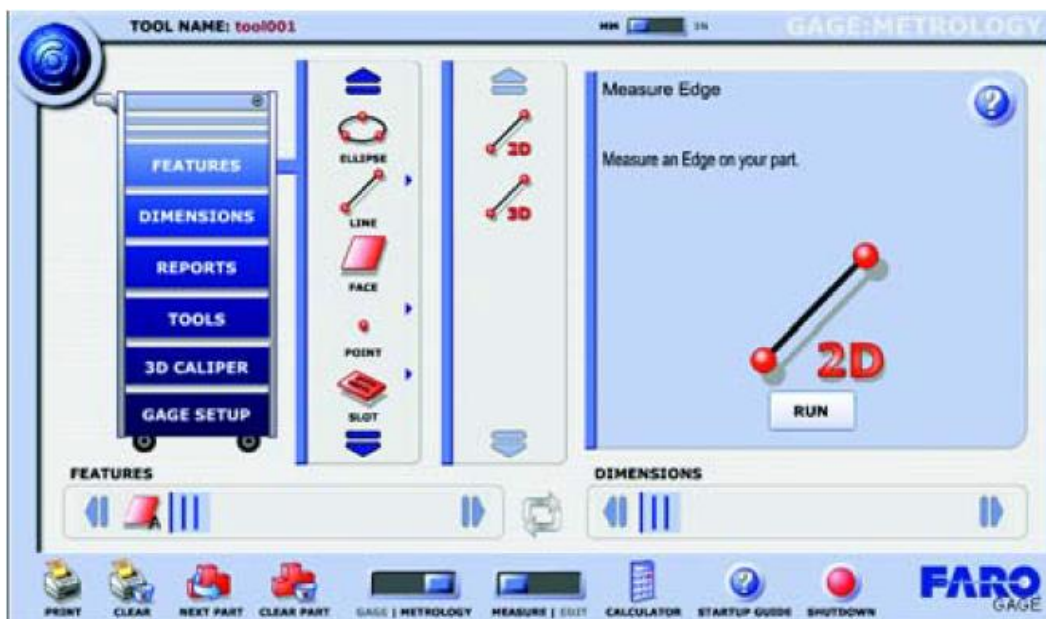 TOOL NAME: tool001
MM
IN
GAGE:METROLOGY
FEATURES
DIMENSIONS
REPORTS
TOOLS
3D CALIPER
GAGE SETUP
ELLIPSE
LINE
FACE
POINT
SLOT
2D
3D
Measure Edge
?
Measure an Edge on your part.
2D
RUN
FEATURES
A
DIMENSIONS
PRINT
CLEAR
NEXT PART
CLEAR PART
GAGE | METROLOGY
MEASURE | EDIT
CALCULATOR
?
STARTUP GUIDE
SHUTDOWN
FARO
GAGE